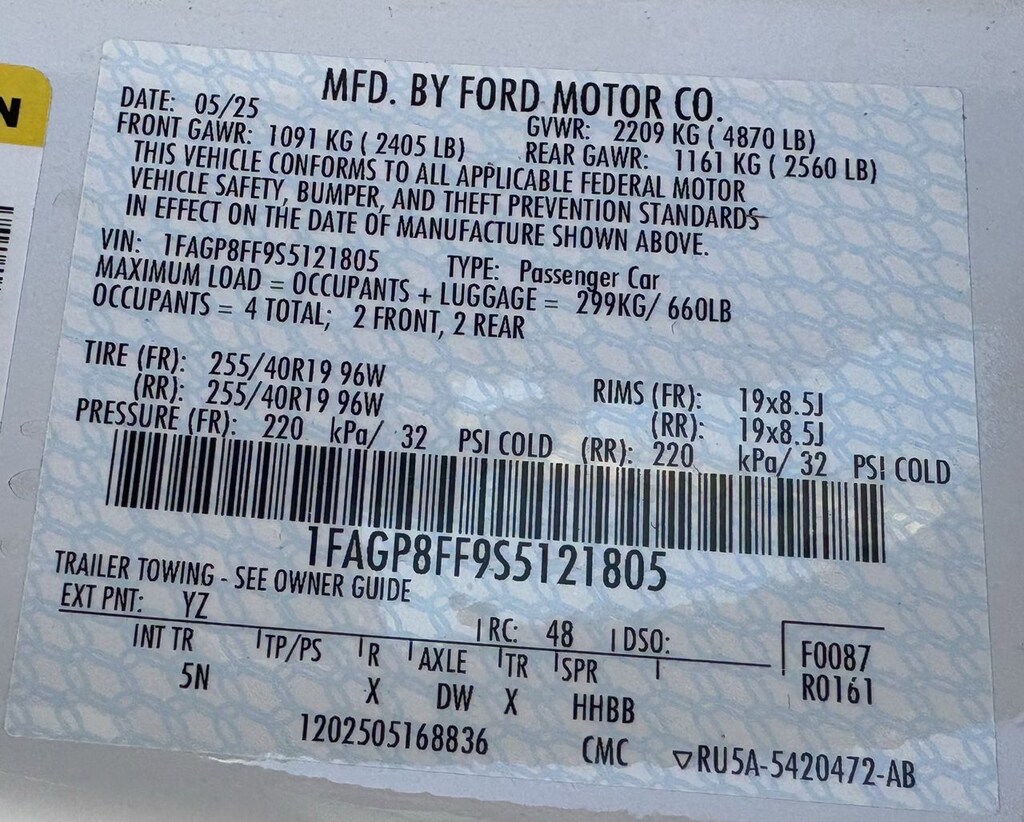 N
MFD. BY FORD MOTOR CO.
DATE: 05/25 GVWR: 2209 KG ( 4870 LB)
FRONT GAWR: 1091 KG ( 2405 LB) REAR GAWR: 1161 KG ( 2560 LB)
THIS VEHICLE CONFORMS TO ALL APPLICABLE FEDERAL MOTOR
VEHICLE SAFETY, BUMPER, AND THEFT PREVENTION STANDARDS
IN EFFECT ON THE DATE OF MANUFACTURE SHOWN ABOVE.
VIN: 1FAGP8FF9S5121805 TYPE: Passenger Car
MAXIMUM LOAD = OCCUPANTS + LUGGAGE = 299KG/ 660LB
OCCUPANTS = 4 TOTAL; 2 FRONT, 2 REAR
TIRE (FR): 255/40R19 96W RIMS (FR): 19x8.5J
(RR): 255/40R19 96W (RR): 19x8.5J
PRESSURE (FR): 220 kPa/ 32 PSI COLD (RR): 220 kPa/ 32 PSI COLD
1FAGP8FF9S5121805
TRAILER TOWING - SEE OWNER GUIDE
EXT PNT: YZ RC: 48 DSO: F0087
INT TR TP/PS R AXLE TR SPR R0161
5N X DW X HHBB
1202505168836 CMC ▽RU5A-5420472-AB